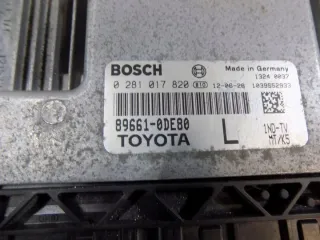 BOSCH
Made in Germany
1324 0037
0 281 017 820
12-06-20 1039S52933
89661-0DE80
TOYOTA
L
1ND-TV
MT/K5